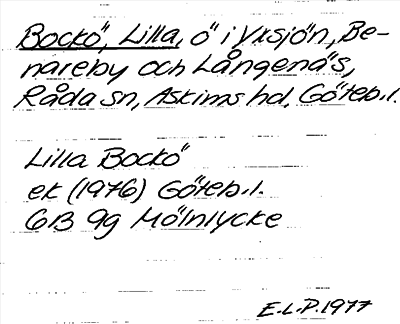 Bockö, Lilla, ö i Yxsjön, Be-
nareby och Långenäs,
Råda sn, Askims hd, Göteb.l.
Lilla Bockö
ek (1976) Göteb.l.
6B 9g Mölnlycke
E.L.P. 1977